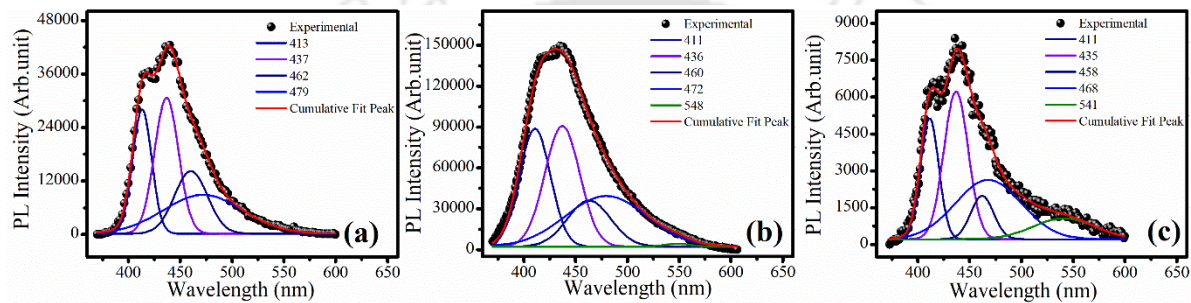 PL Intensity (Arb.unit)
48000
36000
24000
12000
0
Experimental
413
437
462
479
Cumulative Fit Peak
(a)
400 450 500 550 600 650
Wavelength (nm)
PL Intensity (Arb.unit)
150000
120000
90000
60000
30000
0
Experimental
411
436
460
472
548
Cumulative Fit Peak
(b)
400 450 500 550 600 650
Wavelength (nm)
PL Intensity (Arb.unit)
9000
7500
6000
4500
3000
1500
0
Experimental
411
435
458
468
541
Cumulative Fit Peak
(c)
400 450 500 550 600 650
Wavelength (nm)